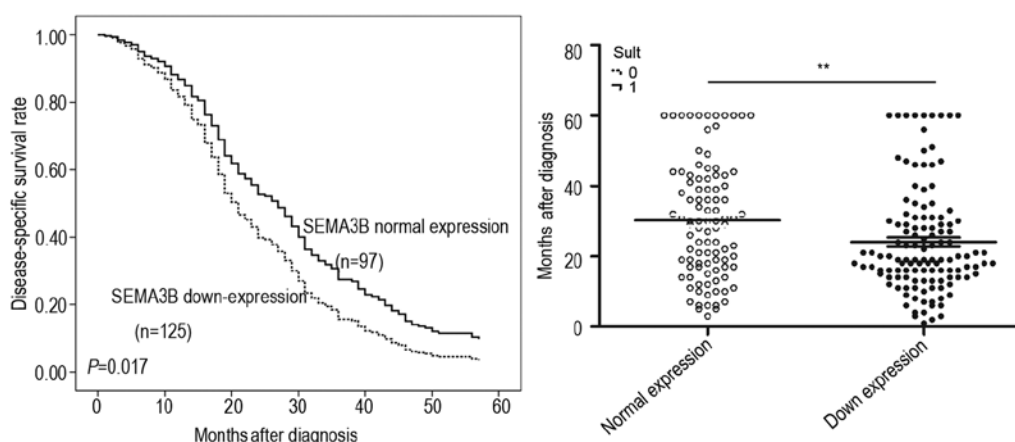 Disease-specific survival rate
1.00
0.80
0.60
0.40
0.20
0.00
SEMA3B normal expression
(n=97)
SEMA3B down-expression
(n=125)
P=0.017
0 10 20 30 40 50 60
Months after diagnosis
Sult
0
1
**
Months after diagnosis
80
60
40
20
0
Normal expression
Down expression